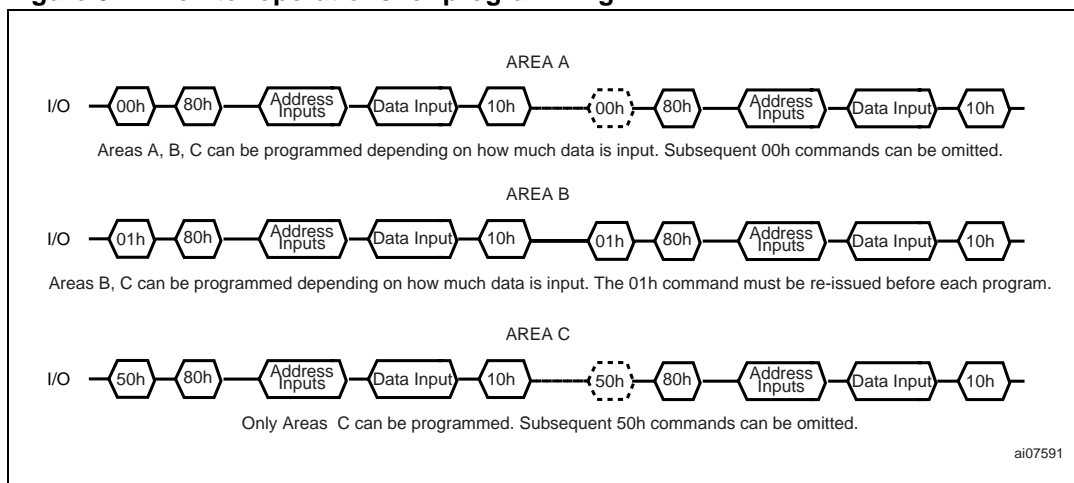 AREA A
I/O 00h 80h Address Inputs Data Input 10h 00h 80h Address Inputs Data Input 10h
Areas A, B, C can be programmed depending on how much data is input. Subsequent 00h commands can be omitted.
AREA B
I/O 01h 80h Address Inputs Data Input 10h 01h 80h Address Inputs Data Input 10h
Areas B, C can be programmed depending on how much data is input. The 01h command must be re-issued before each program.
AREA C
I/O 50h 80h Address Inputs Data Input 10h 50h 80h Address Inputs Data Input 10h
Only Areas C can be programmed. Subsequent 50h commands can be omitted.
ai07591